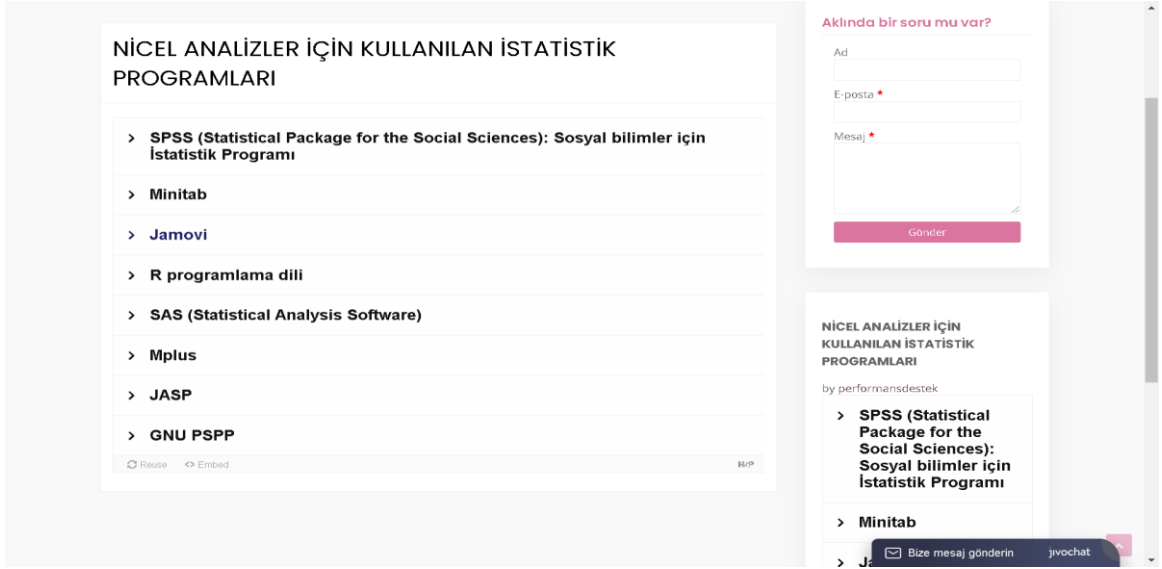 NİCEL ANALİZLER İÇİN KULLANILAN İSTATİSTİK
PROGRAMLARI
SPSS (Statistical Package for the Social Sciences): Sosyal bilimler için
İstatistik Programı
Minitab
Jamovi
R programlama dili
SAS (Statistical Analysis Software)
Mplus
JASP
GNU PSPP
Reuse
Embed
H5P
Aklında bir soru mu var?
Ad
E-posta *
Mesaj *
Gönder
NİCEL ANALİZLER İÇİN
KULLANILAN İSTATİSTİK
PROGRAMLARI
by performansdestek
SPSS (Statistical
Package for the
Social Sciences):
Sosyal bilimler için
İstatistik Programı
Minitab
Bize mesaj gönderin
jivochat